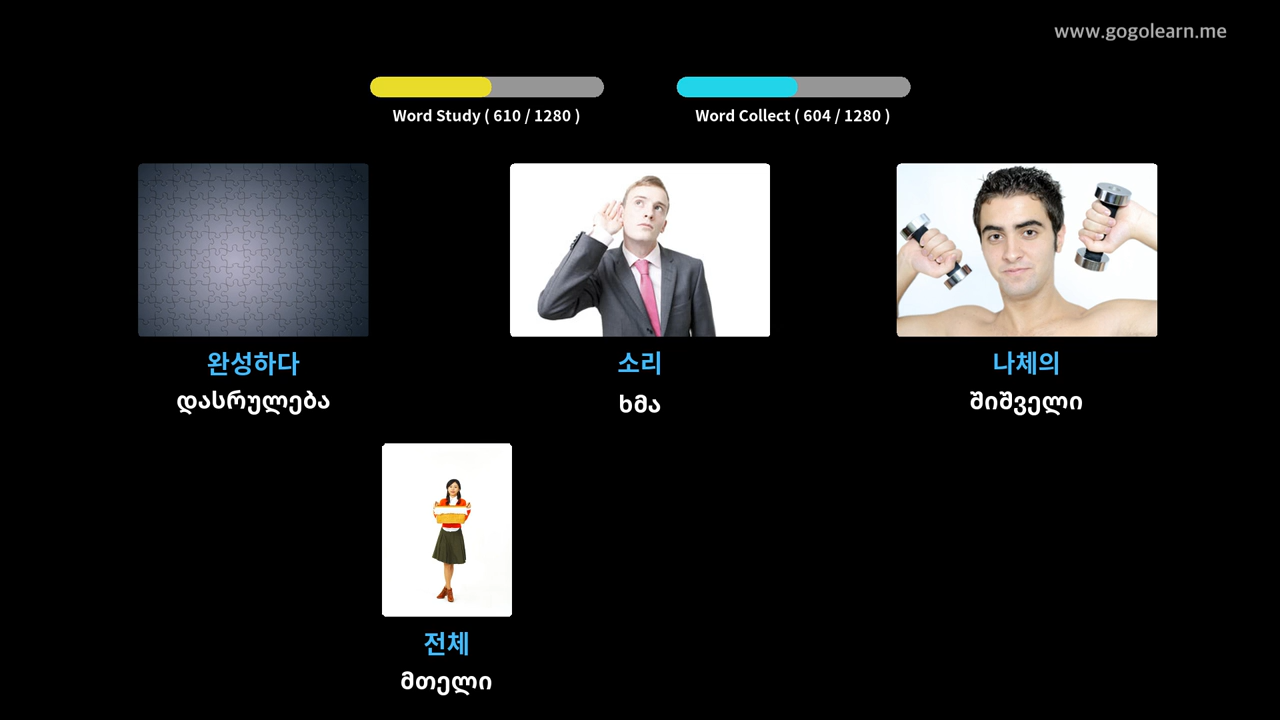 www.gogolearn.me
Word Study ( 610 / 1280 )
Word Collect ( 604 / 1280 )
완성하다
დასრულება
소리
ხმა
나체의
შიშველი
전체
მთელი